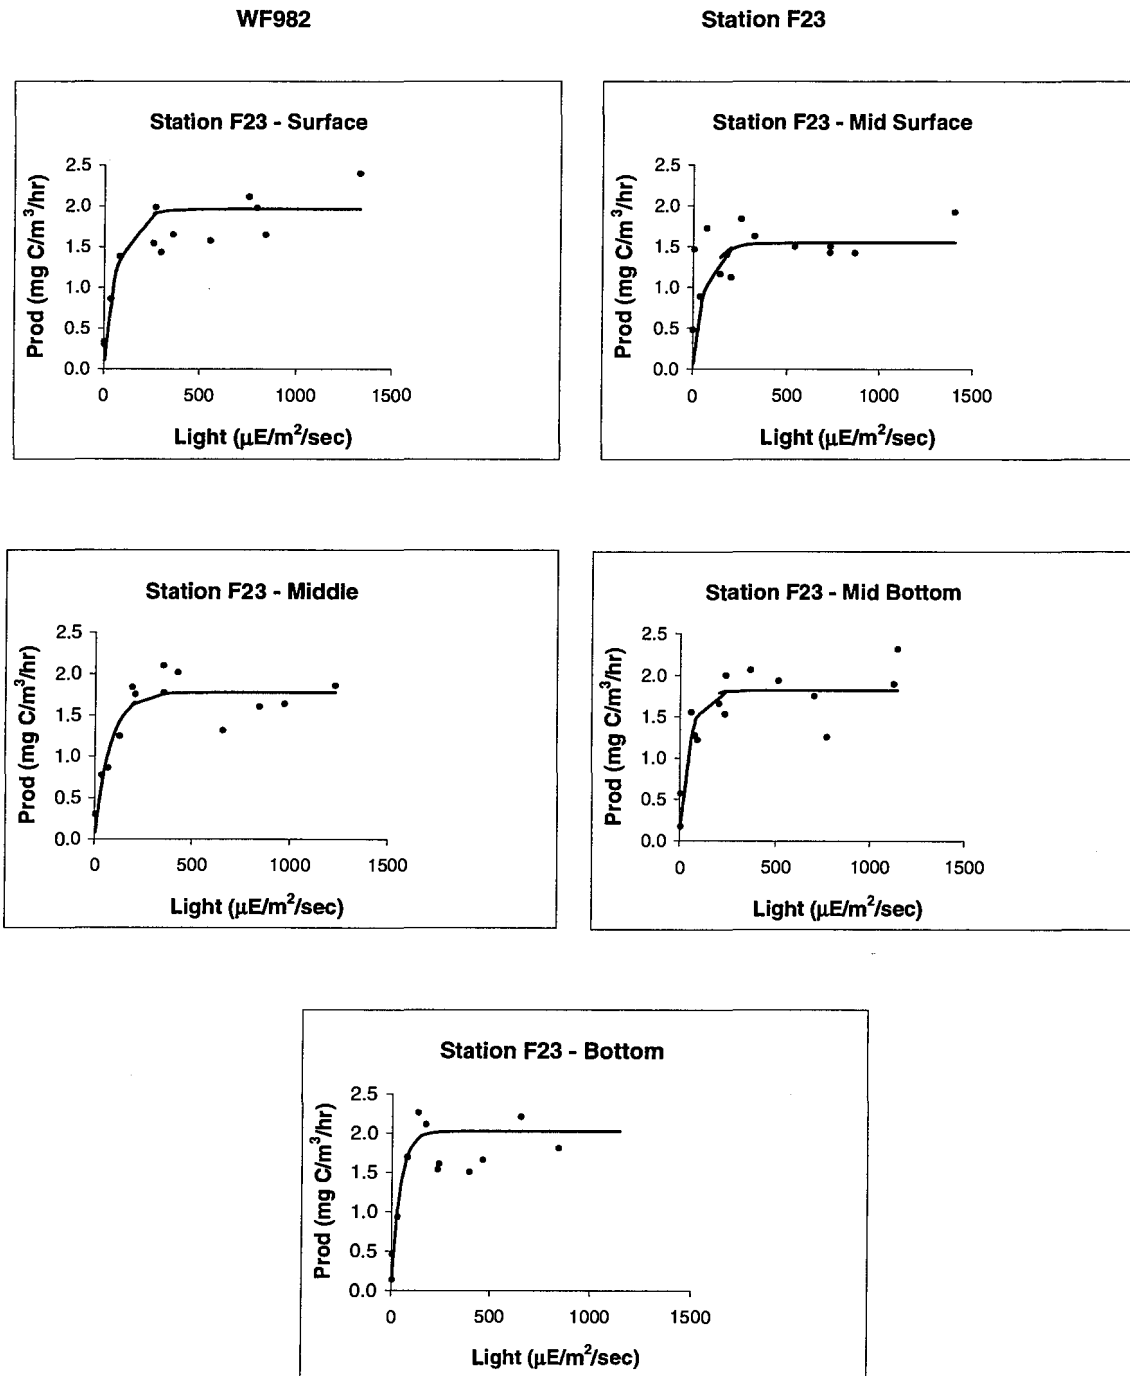 WF982 Station F23
Station F23 - Surface
Prod (mg C/m³/hr)
2.5
2.0
1.5
1.0
0.5
0.0
0 500 1000 1500
Light (µE/m²/sec)
Station F23 - Mid Surface
Prod (mg C/m³/hr)
2.5
2.0
1.5
1.0
0.5
0.0
0 500 1000 1500
Light (µE/m²/sec)
Station F23 - Middle
Prod (mg C/m³/hr)
2.5
2.0
1.5
1.0
0.5
0.0
0 500 1000 1500
Light (µE/m²/sec)
Station F23 - Mid Bottom
Prod (mg C/m³/hr)
2.5
2.0
1.5
1.0
0.5
0.0
0 500 1000 1500
Light (µE/m²/sec)
Station F23 - Bottom
Prod (mg C/m³/hr)
2.5
2.0
1.5
1.0
0.5
0.0
0 500 1000 1500
Light (µE/m²/sec)